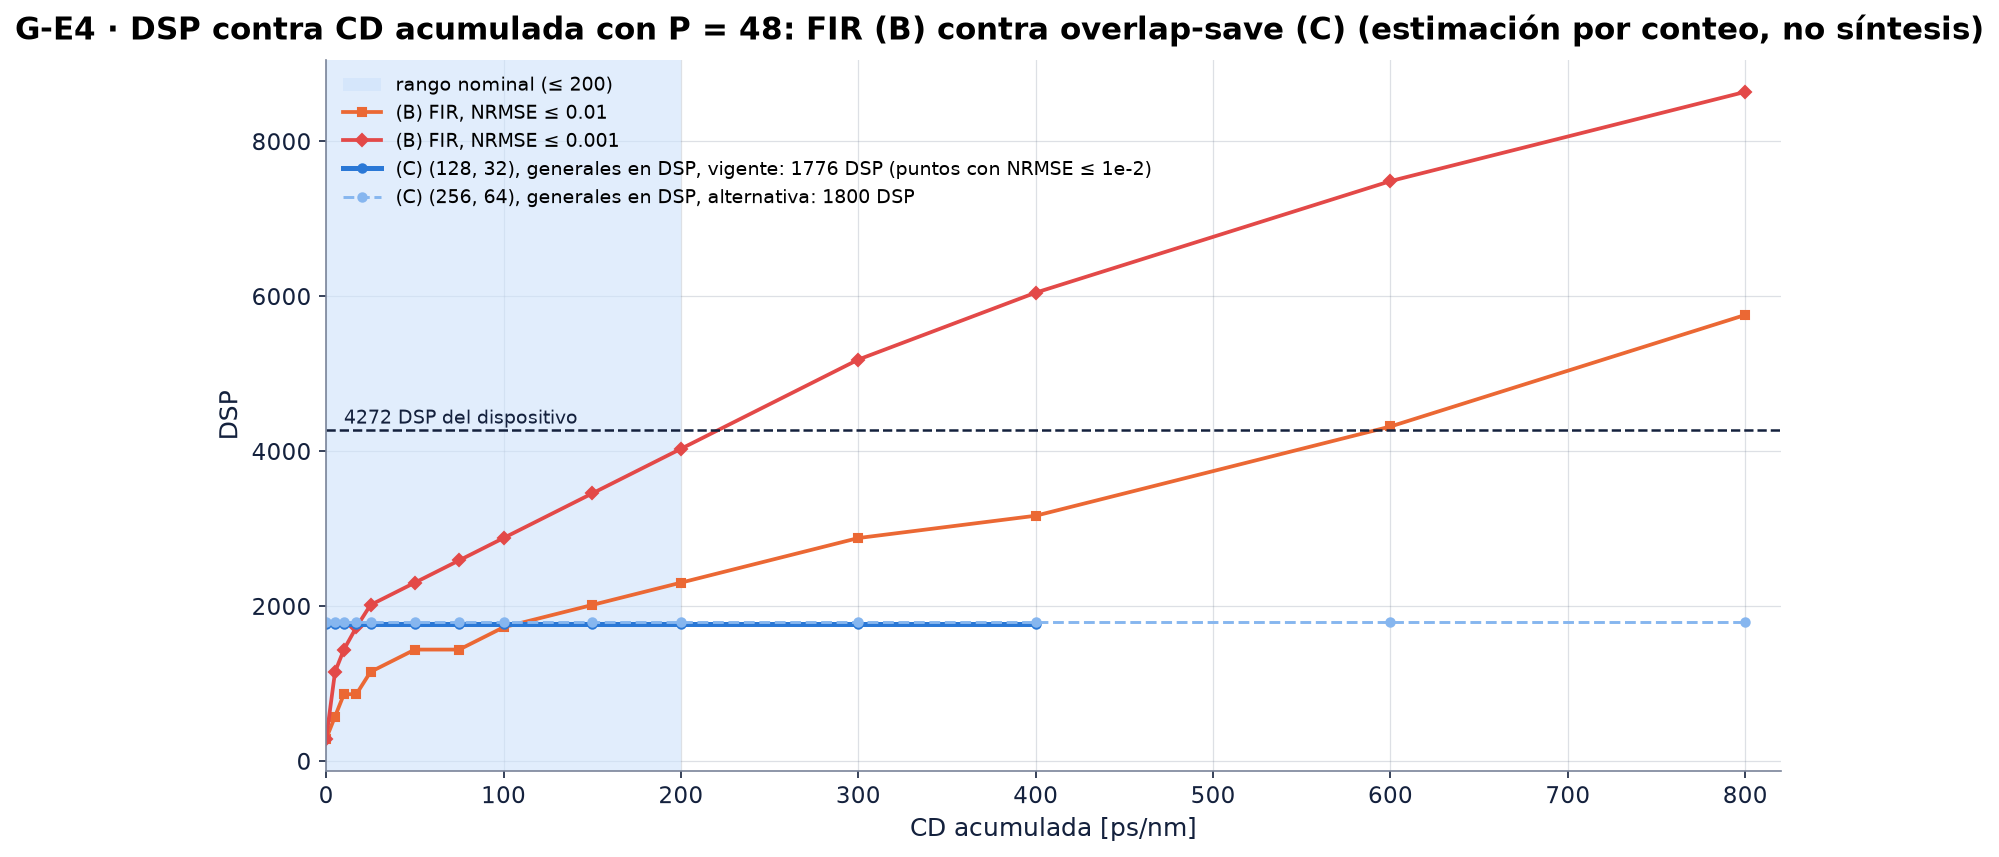 G-E4 · DSP contra CD acumulada con P = 48: FIR (B) contra overlap-save (C) (estimación por conteo, no síntesis)
rango nominal (≤ 200)
(B) FIR, NRMSE ≤ 0.01
(B) FIR, NRMSE ≤ 0.001
(C) (128, 32), generales en DSP, vigente: 1776 DSP (puntos con NRMSE ≤ 1e-2)
(C) (256, 64), generales en DSP, alternativa: 1800 DSP
8000
6000
4272 DSP del dispositivo
4000
2000
0
DSP
0 100 200 300 400 500 600 700 800
CD acumulada [ps/nm]